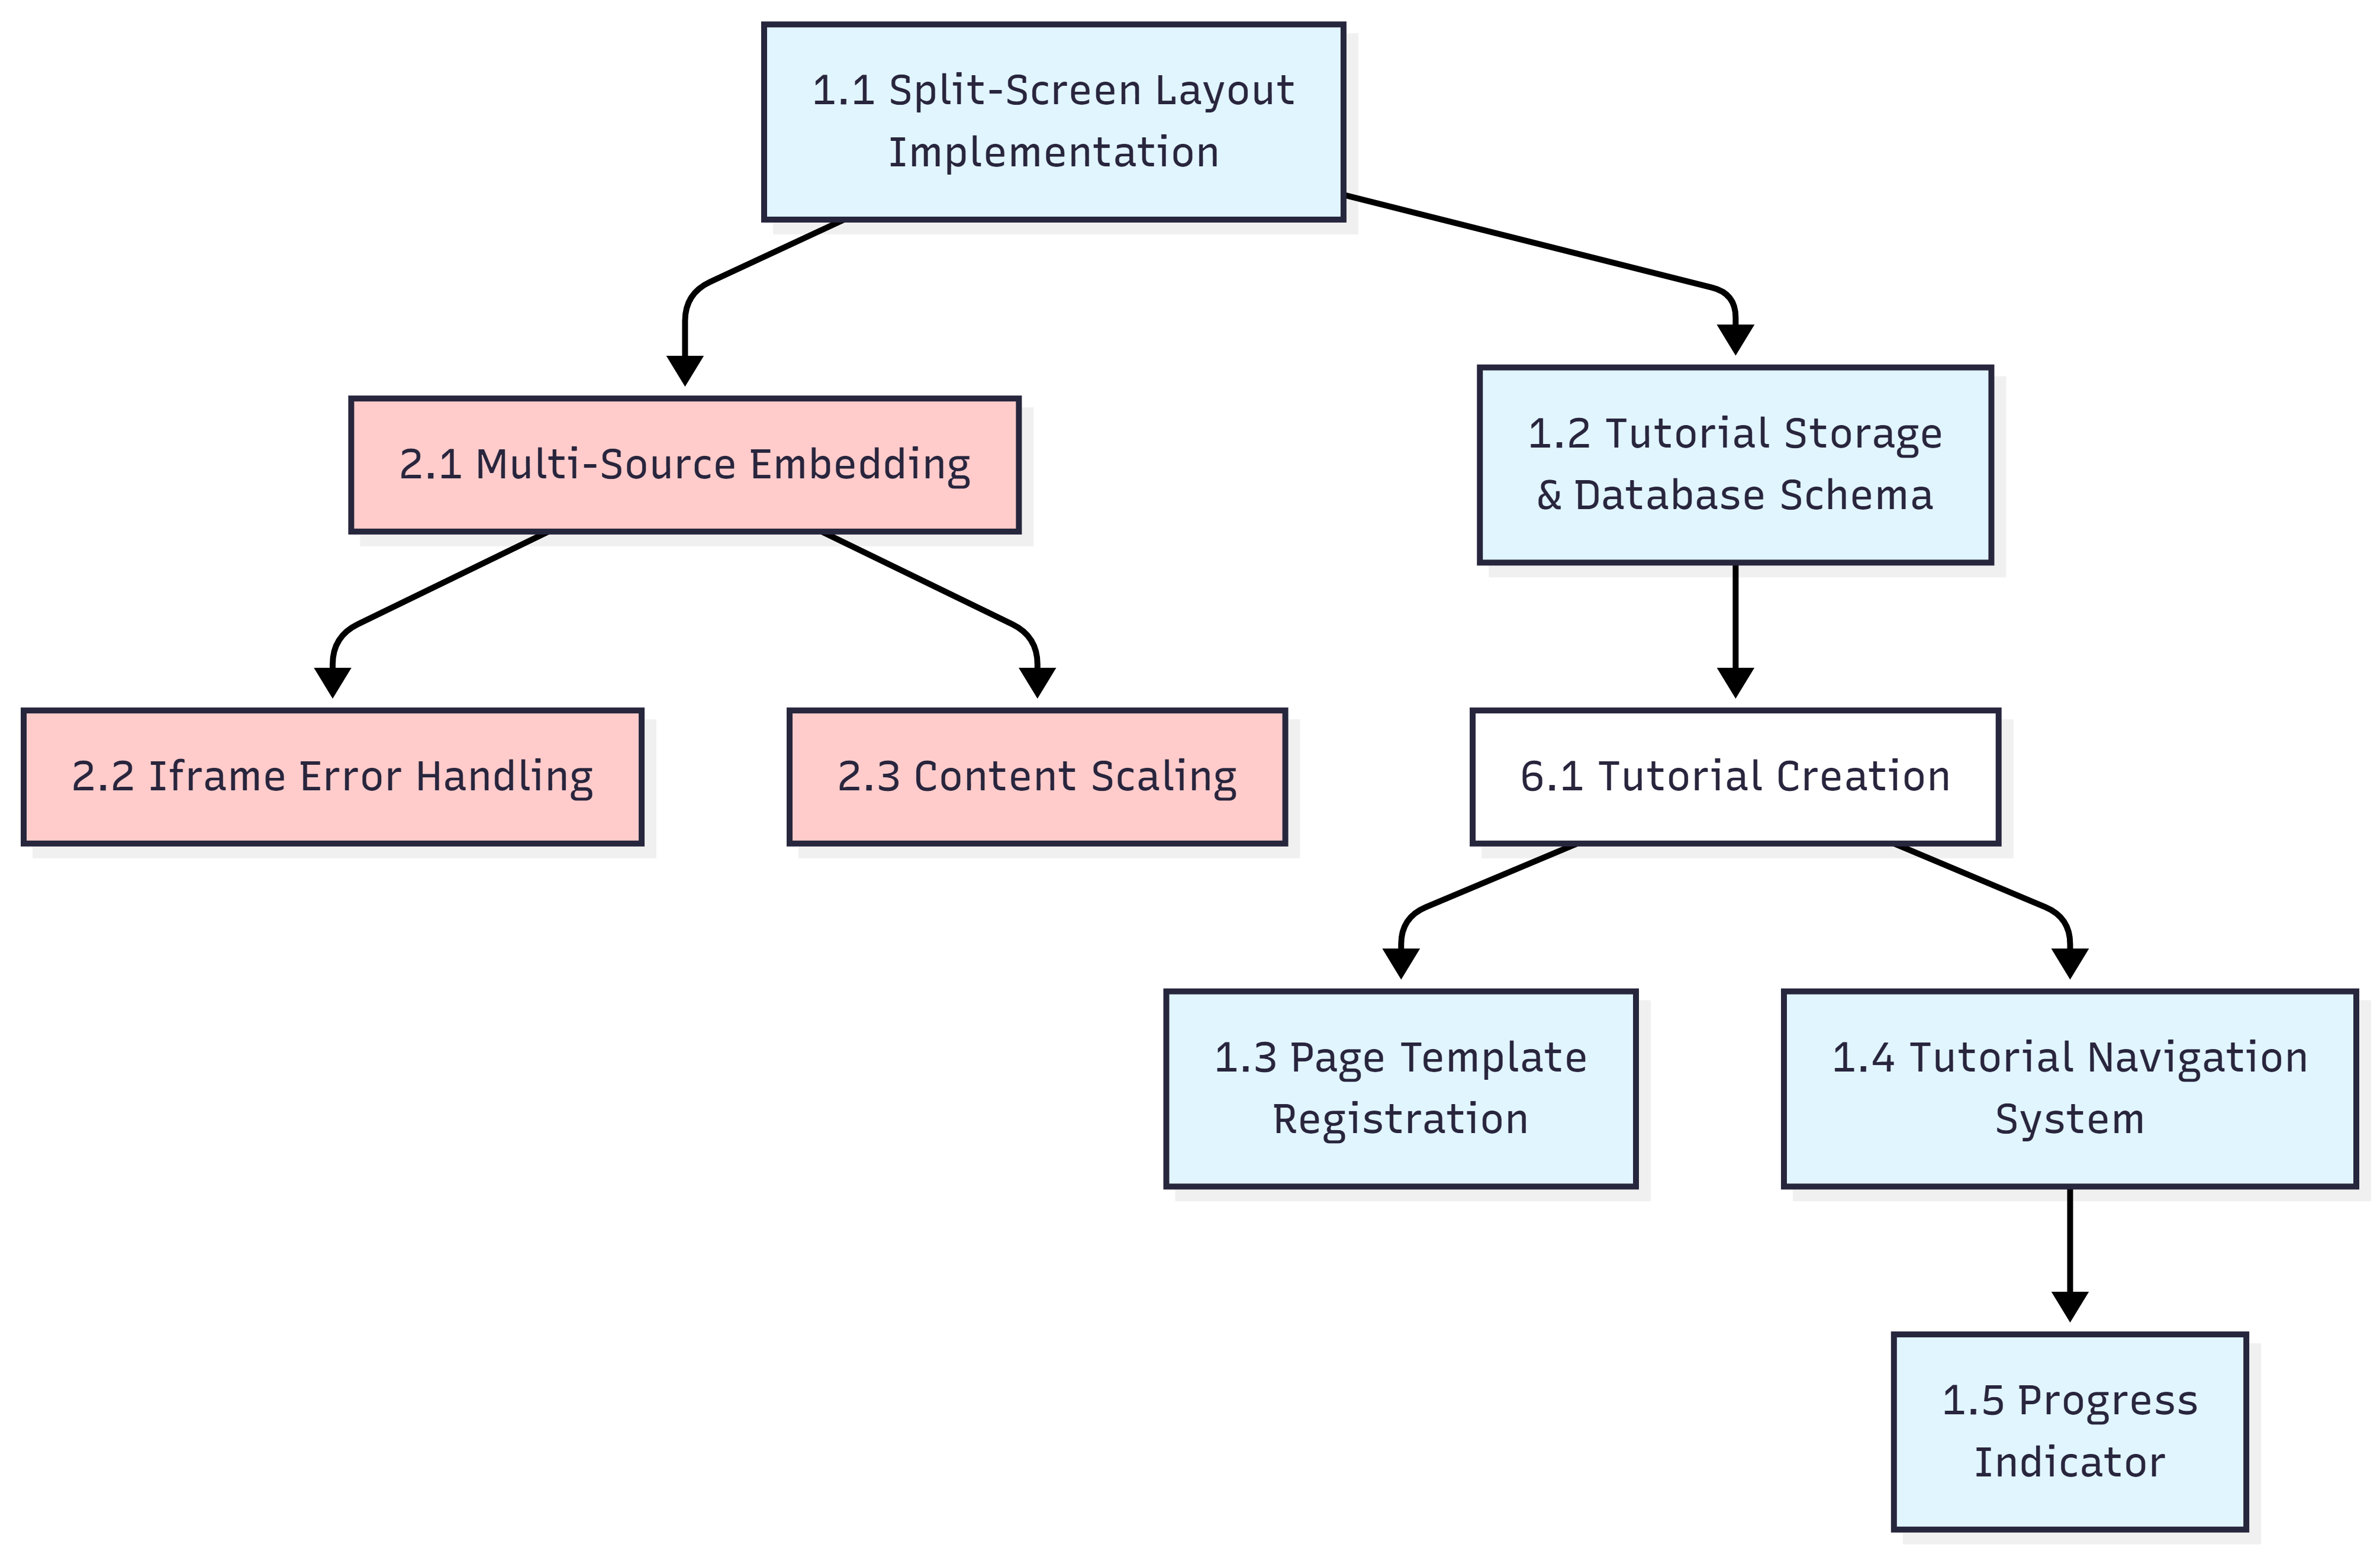 1.1 Split-Screen Layout
Implementation
2.1 Multi-Source Embedding
1.2 Tutorial Storage
& Database Schema
2.2 Iframe Error Handling
2.3 Content Scaling
6.1 Tutorial Creation
1.3 Page Template
Registration
1.4 Tutorial Navigation
System
1.5 Progress
Indicator